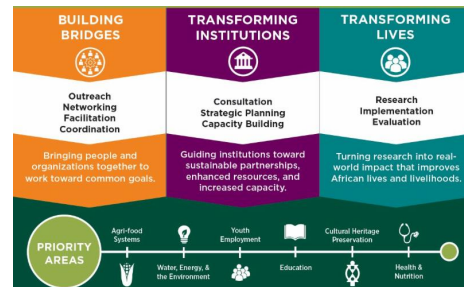 BUILDING
BRIDGES
Outreach
Networking
Facilitation
Coordination
Bringing people and
organizations together to
work toward common goals.
TRANSFORMING
INSTITUTIONS
Consultation
Strategic Planning
Capacity Building
Guiding institutions toward
sustainable partnerships,
enhanced resources, and
increased capacity.
TRANSFORMING
LIVES
Research
Implementation
Evaluation
Turning research into real-
world impact that improves
African lives and livelihoods.
PRIORITY
AREAS
Agri-food
Systems
Water, Energy, &
the Environment
Youth
Employment
Education
Cultural Heritage
Preservation
Health &
Nutrition